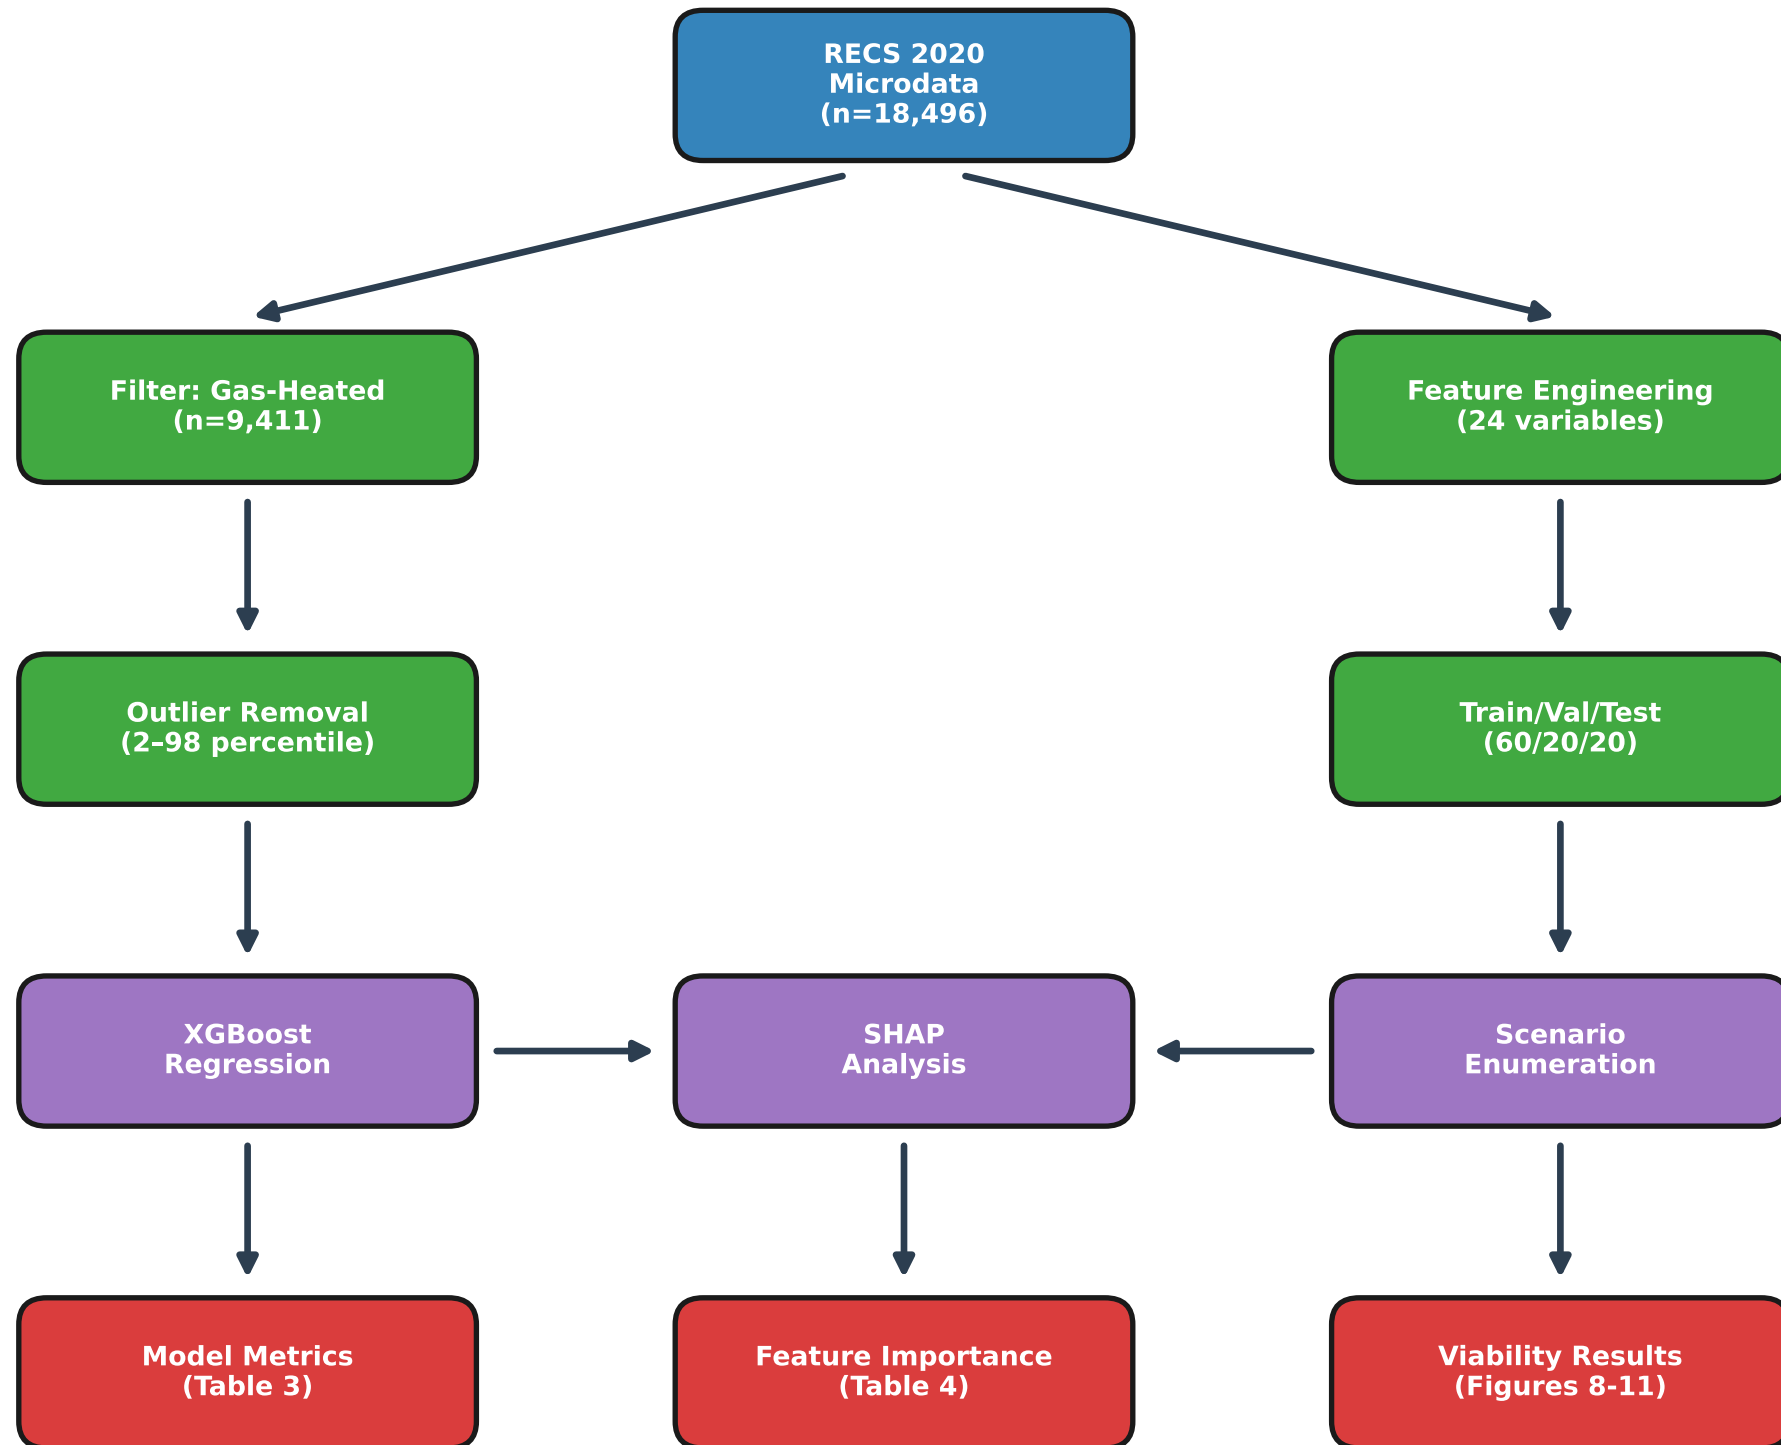 RECS 2020
Microdata
(n=18,496)
Filter: Gas-Heated
(n=9,411)
Feature Engineering
(24 variables)
Outlier Removal
(2–98 percentile)
Train/Val/Test
(60/20/20)
XGBoost
Regression
SHAP
Analysis
Scenario
Enumeration
Model Metrics
(Table 3)
Feature Importance
(Table 4)
Viability Results
(Figures 8-11)